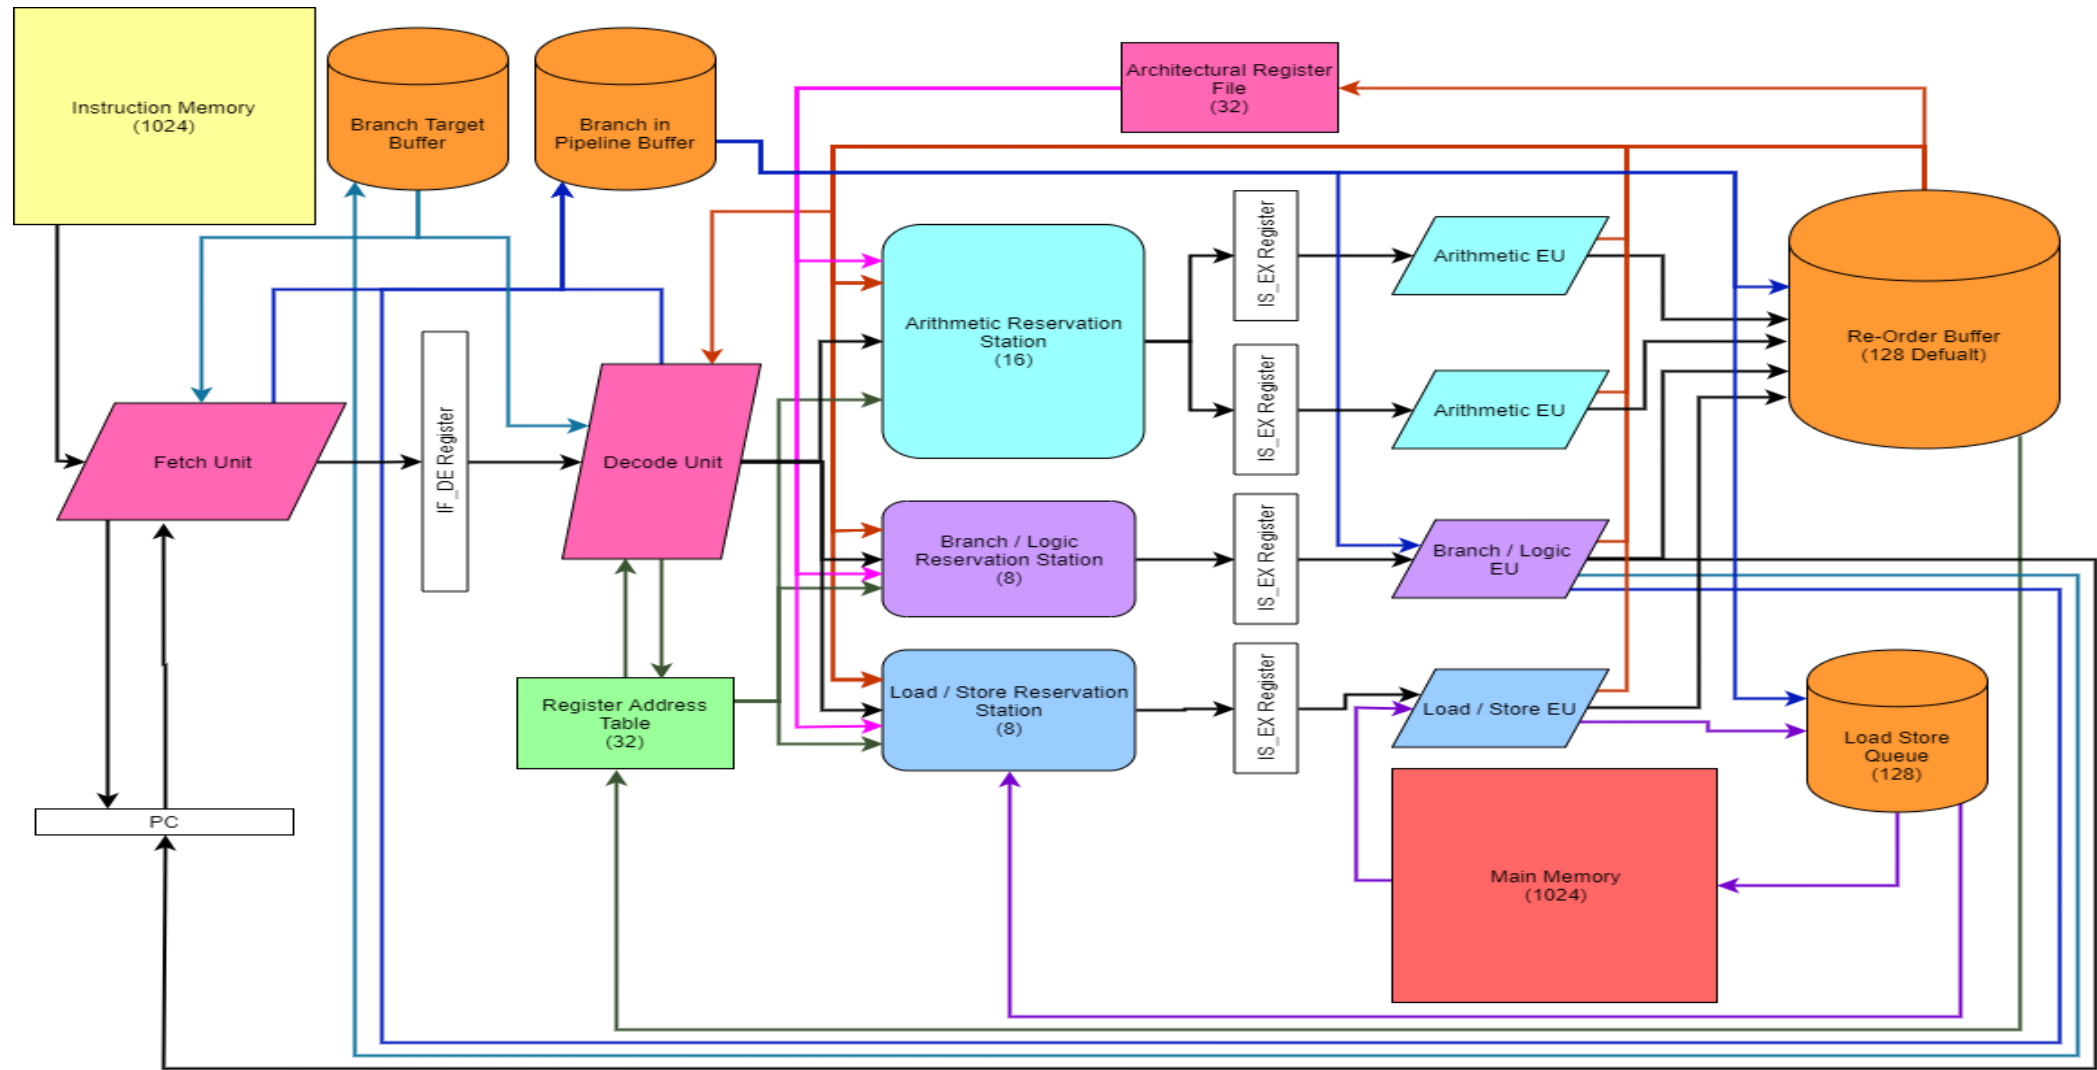 Instruction Memory
(1024)
Branch Target
Buffer
Branch in
Pipeline Buffer
Architectural Register
File
(32)
Fetch Unit
IF_DE Register
Decode Unit
Register Address
Table
(32)
PC
Arithmetic Reservation
Station
(16)
Branch / Logic
Reservation Station
(8)
Load / Store Reservation
Station
(8)
IS_EX Register
IS_EX Register
IS_EX Register
IS_EX Register
Arithmetic EU
Arithmetic EU
Branch / Logic
EU
Load / Store EU
Re-Order Buffer
(128 Defualt)
Load Store
Queue
(128)
Main Memory
(1024)